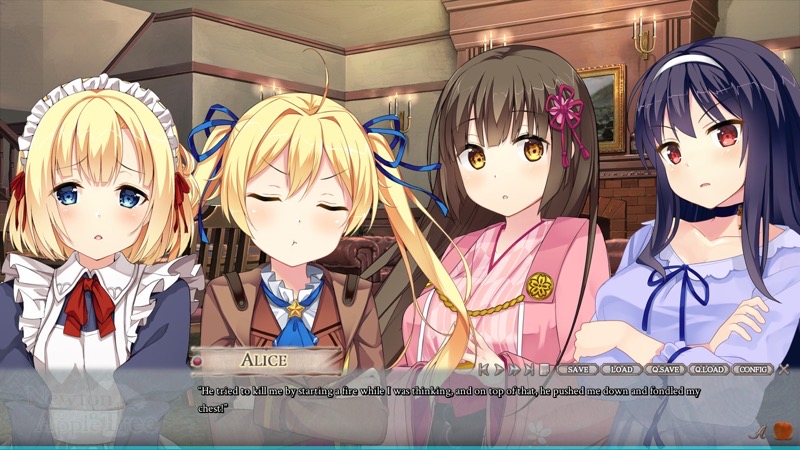 ALICE
SAVE LOAD Q.SAVE Q.LOAD CONFIG
"He tried to kill me by starting a fire while I was thinking, and on top of that, he pushed me down and fondled my
chest!"